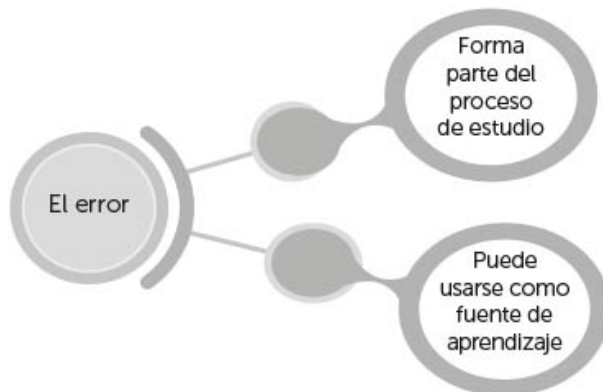 El error
Forma
parte del
proceso
de estudio
Puede
usarse como
fuente de
aprendizaje